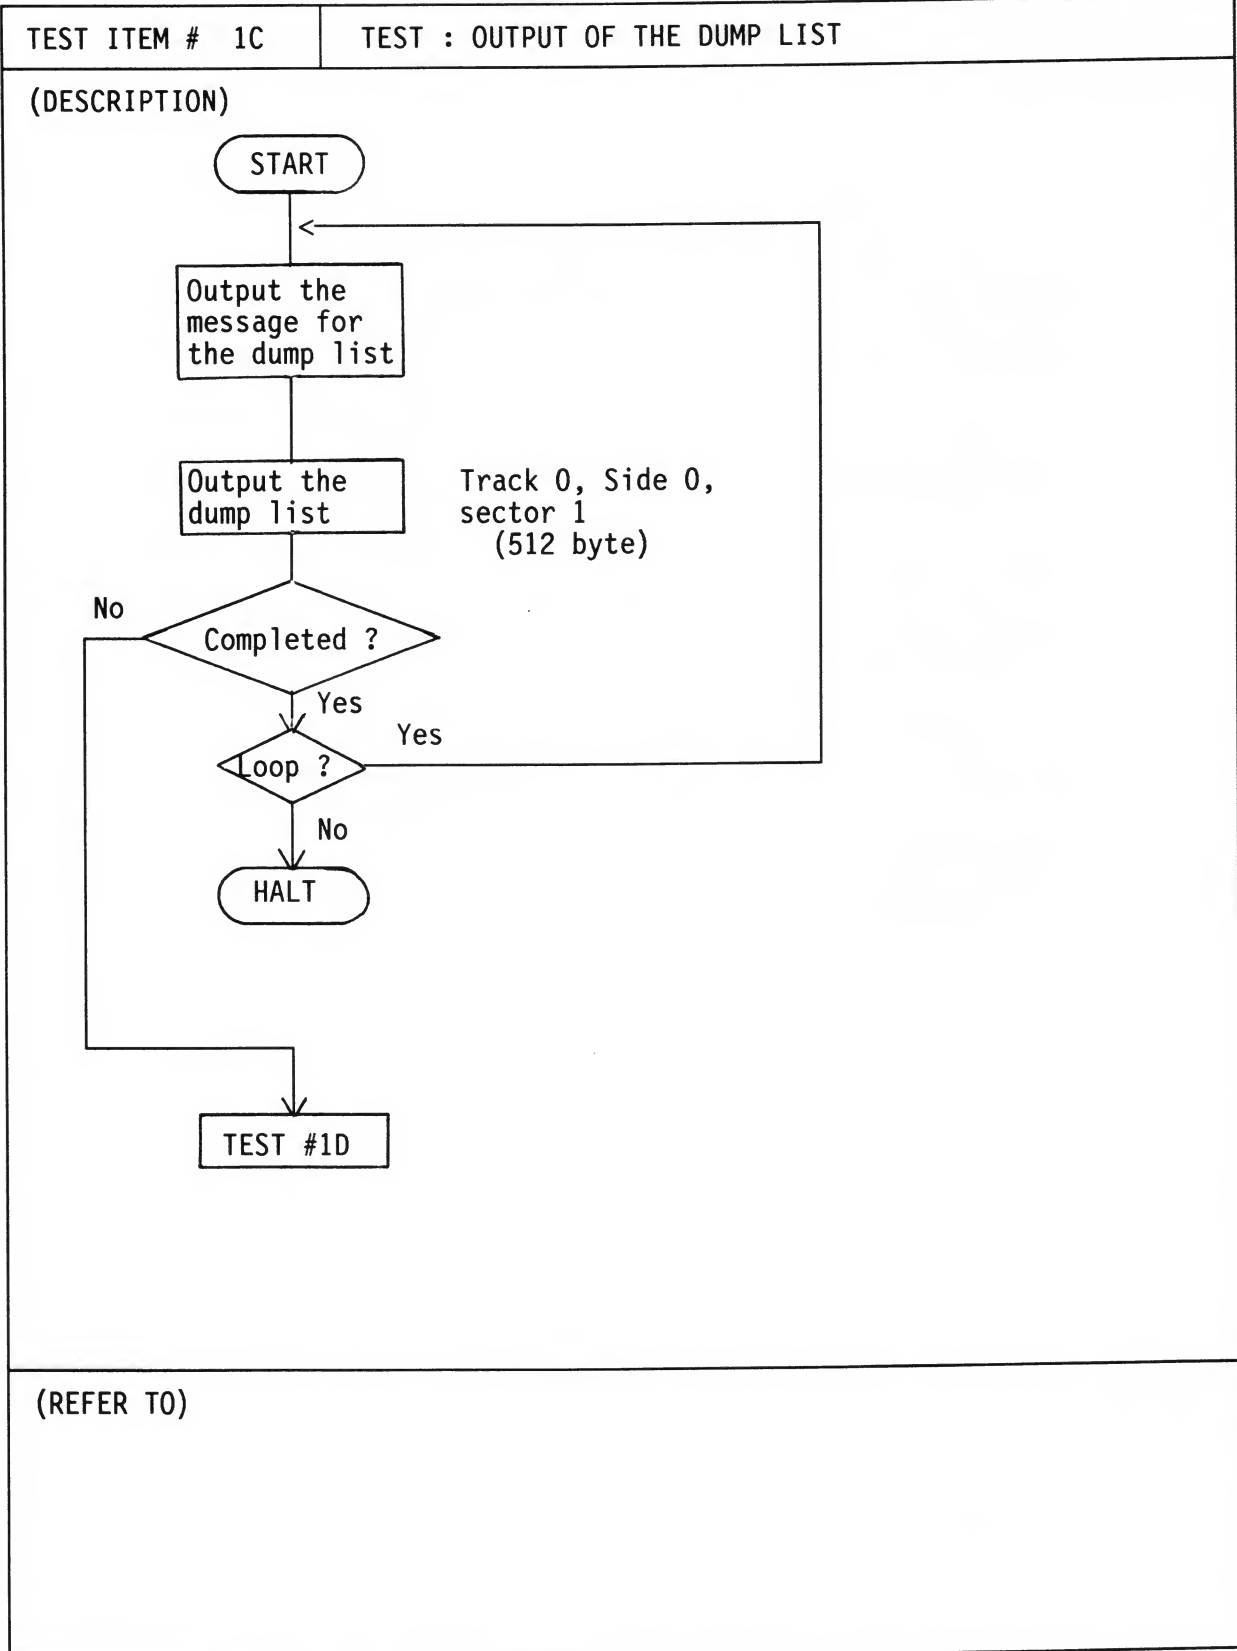 TEST ITEM # 1C
TEST : OUTPUT OF THE DUMP LIST
(DESCRIPTION)
START
Output the
message for
the dump list
Output the
dump list
Track 0, Side 0,
sector 1
(512 byte)
No
Completed ?
Yes
Yes
Loop ?
No
HALT
TEST #1D
(REFER TO)